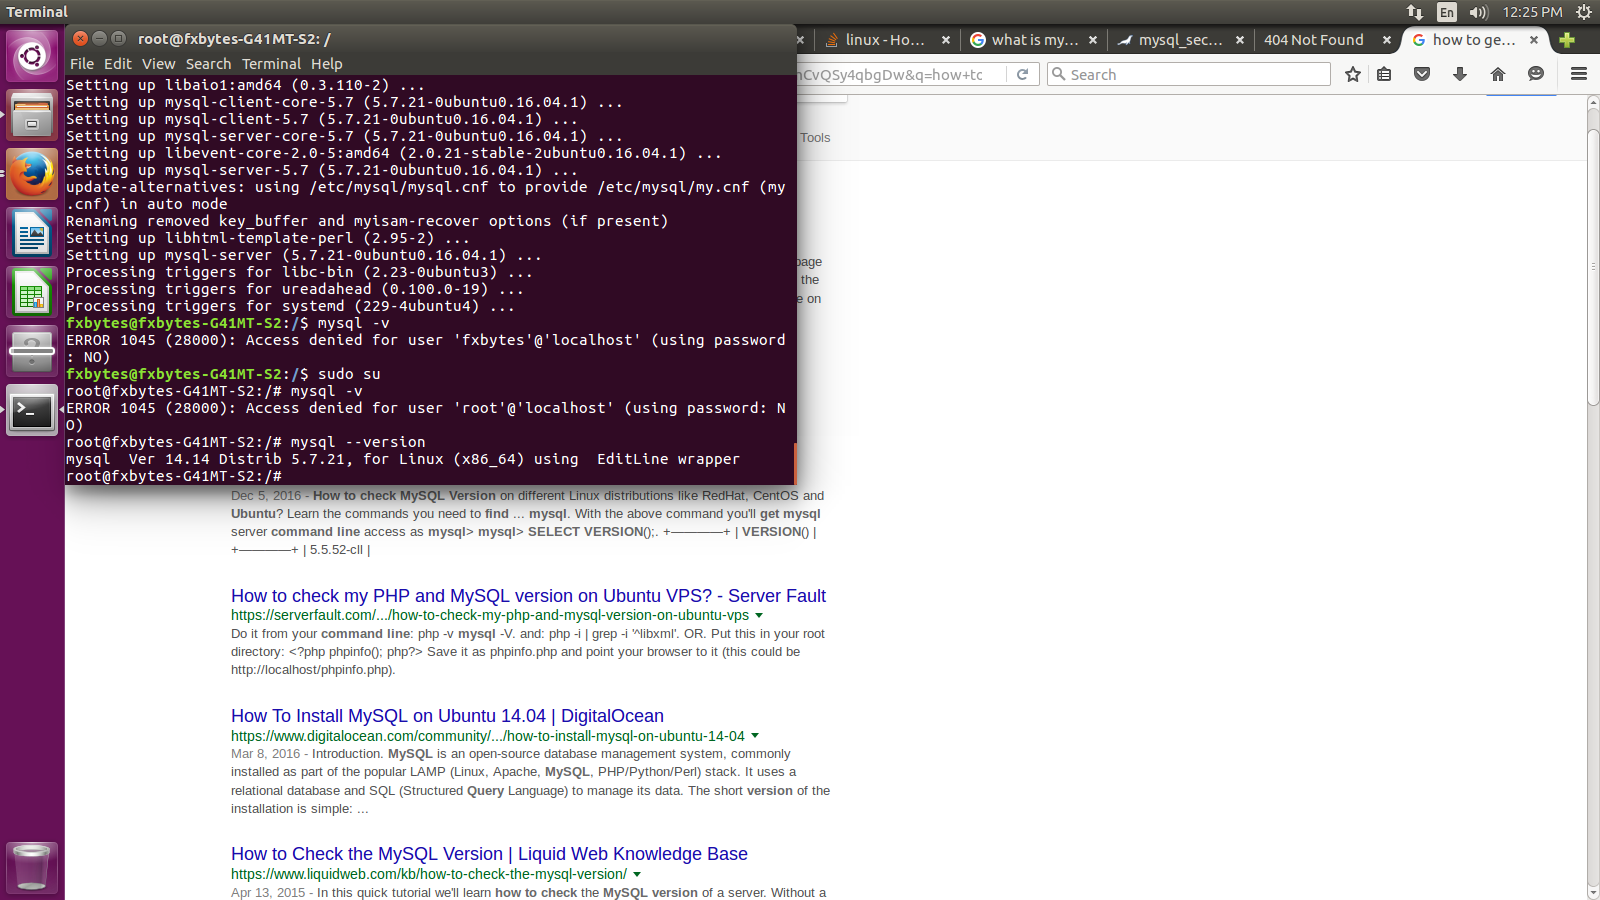 Terminal
En
12:25 PM
root@fxbytes-G41MT-S2: /
File Edit View Search Terminal Help
Setting up libaio1:amd64 (0.3.110-2) ...
Setting up mysql-client-core-5.7 (5.7.21-0ubuntu0.16.04.1) ...
Setting up mysql-client-5.7 (5.7.21-0ubuntu0.16.04.1) ...
Setting up mysql-server-core-5.7 (5.7.21-0ubuntu0.16.04.1) ...
Setting up libevent-core-2.0-5:amd64 (2.0.21-stable-2ubuntu0.16.04.1) ...
Setting up mysql-server-5.7 (5.7.21-0ubuntu0.16.04.1) ...
update-alternatives: using /etc/mysql/mysql.cnf to provide /etc/mysql/my.cnf (my
.cnf) in auto mode
Renaming removed key_buffer and myisam-recover options (if present)
Setting up libhtml-template-perl (2.95-2) ...
Setting up mysql-server (5.7.21-0ubuntu0.16.04.1) ...
Processing triggers for libc-bin (2.23-0ubuntu3) ...
Processing triggers for ureadahead (0.100.0-19) ...
Processing triggers for systemd (229-4ubuntu4) ...
fxbytes@fxbytes-G41MT-S2:/$ mysql -v
ERROR 1045 (28000): Access denied for user 'fxbytes'@'localhost' (using password
: NO)
fxbytes@fxbytes-G41MT-S2:/$ sudo su
root@fxbytes-G41MT-S2:/# mysql -v
ERROR 1045 (28000): Access denied for user 'root'@'localhost' (using password: N
O)
root@fxbytes-G41MT-S2:/# mysql --version
mysql  Ver 14.14 Distrib 5.7.21, for Linux (x86_64) using  EditLine wrapper
root@fxbytes-G41MT-S2:/#
linux - Ho...
what is my...
mysql_sec...
404 Not Found
how to ge...
CvQSy4qbgDw&q=how+tc
Search
Tools
page
the
on
Dec 5, 2016 - How to check MySQL Version on different Linux distributions like RedHat, CentOS and
Ubuntu? Learn the commands you need to find ... mysql. With the above command you'll get mysql
server command line access as mysql> mysql> SELECT VERSION();. +————+ | VERSION() |
+————+ | 5.5.52-cll |
How to check my PHP and MySQL version on Ubuntu VPS? - Server Fault
https://serverfault.com/.../how-to-check-my-php-and-mysql-version-on-ubuntu-vps
Do it from your command line: php -v mysql -V. and: php -i | grep -i '^libxml'. OR. Put this in your root
directory: <?php phpinfo(); php?> Save it as phpinfo.php and point your browser to it (this could be
http://localhost/phpinfo.php).
How To Install MySQL on Ubuntu 14.04 | DigitalOcean
https://www.digitalocean.com/community/.../how-to-install-mysql-on-ubuntu-14-04
Mar 8, 2016 - Introduction. MySQL is an open-source database management system, commonly
installed as part of the popular LAMP (Linux, Apache, MySQL, PHP/Python/Perl) stack. It uses a
relational database and SQL (Structured Query Language) to manage its data. The short version of the
installation is simple: ...
How to Check the MySQL Version | Liquid Web Knowledge Base
https://www.liquidweb.com/kb/how-to-check-the-mysql-version/
Apr 13, 2015 - In this quick tutorial we'll learn how to check the MySQL version of a server. Without a